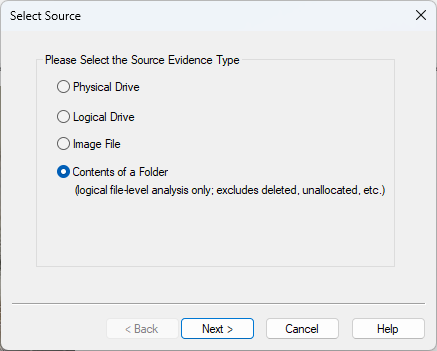 Select Source
Please Select the Source Evidence Type
Physical Drive
Logical Drive
Image File
Contents of a Folder
(logical file-level analysis only; excludes deleted, unallocated, etc.)
< Back
Next >
Cancel
Help